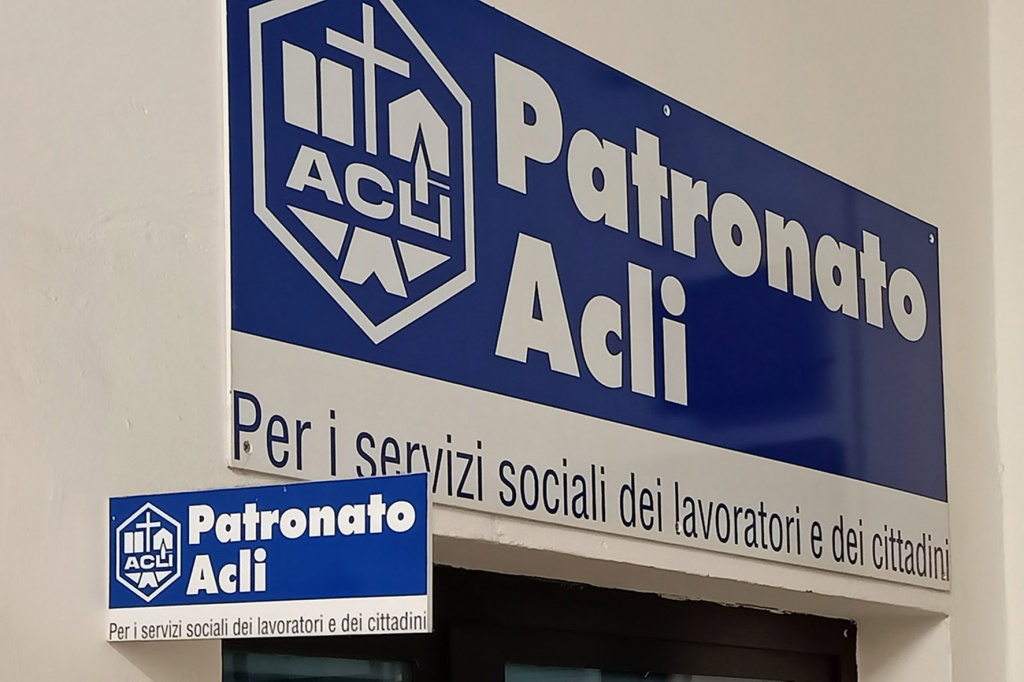 ACLi
Patronato
Acli
Per i servizi sociali dei lavoratori e dei cittadini
ACLi
Patronato
Acli
Per i servizi sociali dei lavoratori e dei cittadini